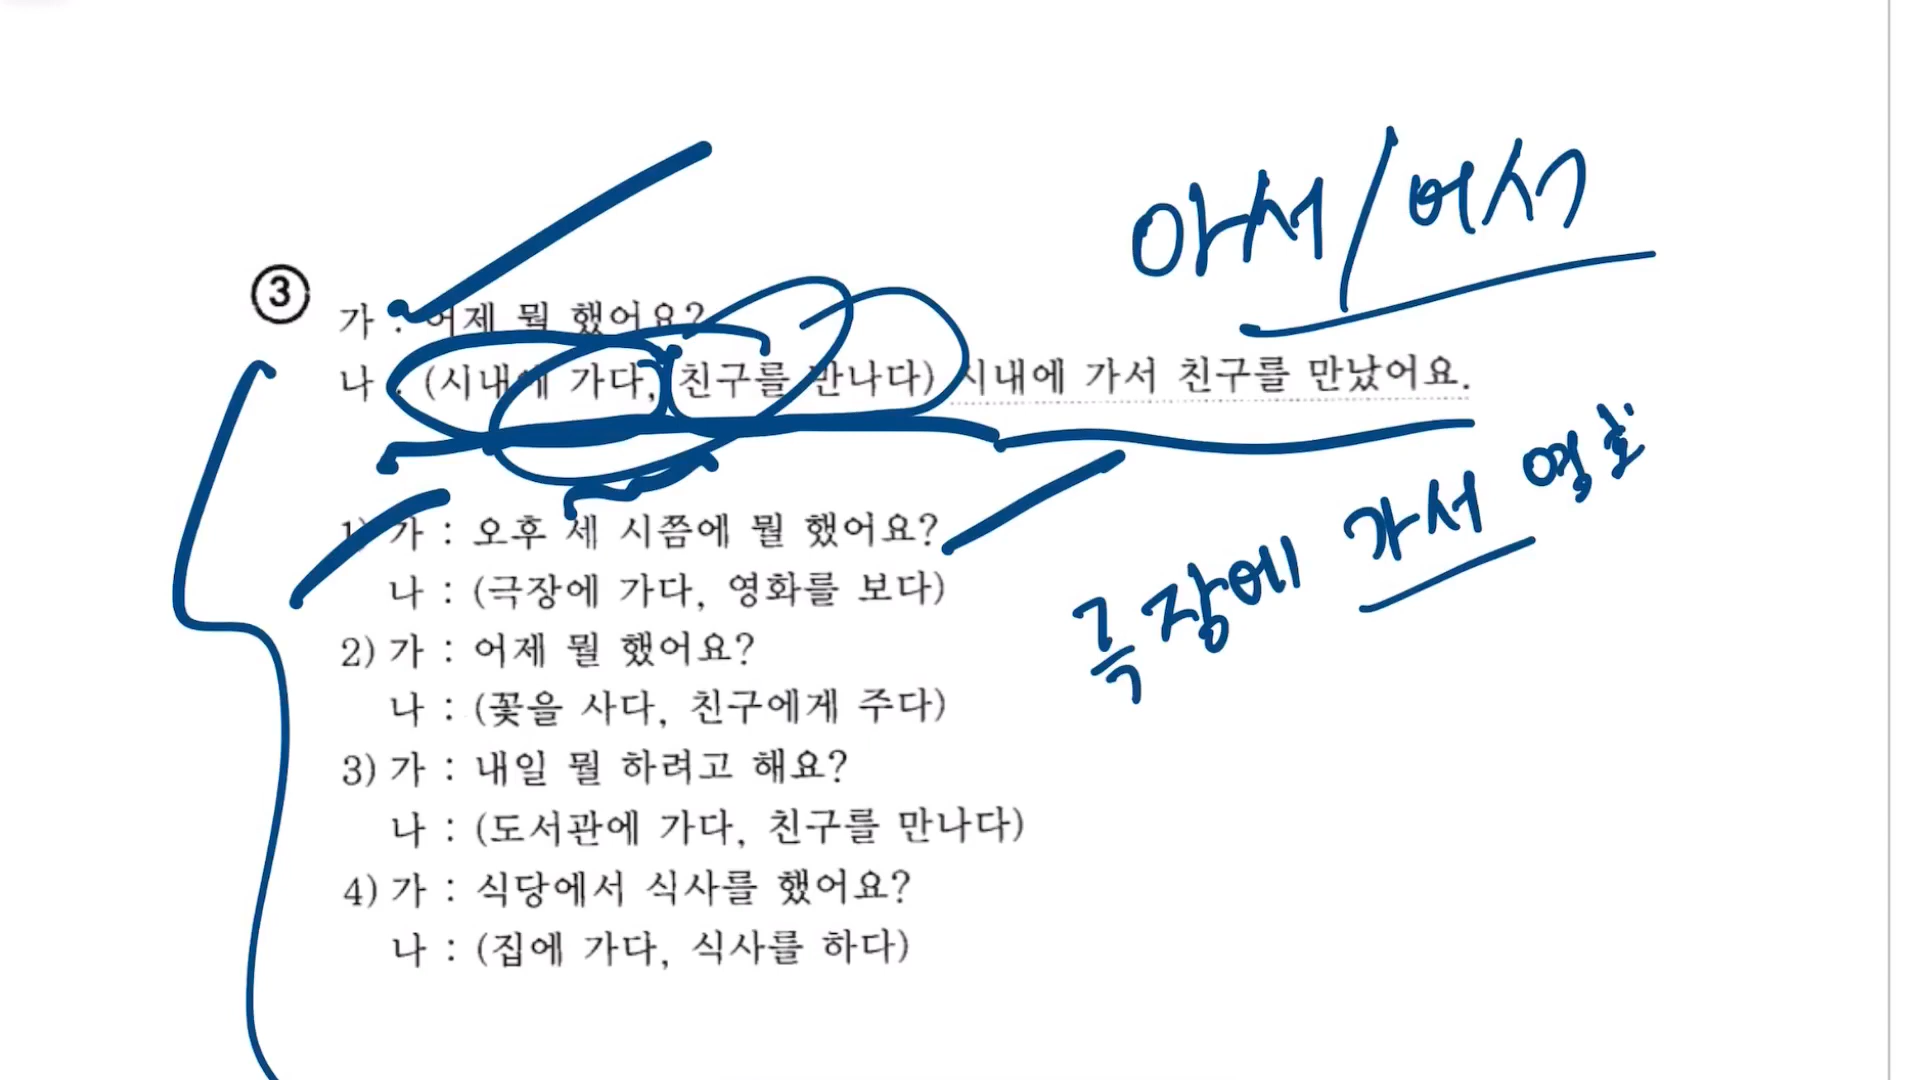 아서/어서
③
가 : 어제 뭘 했어요?
나 : (시내에 가다, 친구를 만나다) 시내에 가서 친구를 만났어요.
극장에 가서
1) 가 : 오후 세 시쯤에 뭘 했어요?
나 : (극장에 가다, 영화를 보다)
2) 가 : 어제 뭘 했어요?
나 : (꽃을 사다, 친구에게 주다)
3) 가 : 내일 뭘 하려고 해요?
나 : (도서관에 가다, 친구를 만나다)
4) 가 : 식당에서 식사를 했어요?
나 : (집에 가다, 식사를 하다)